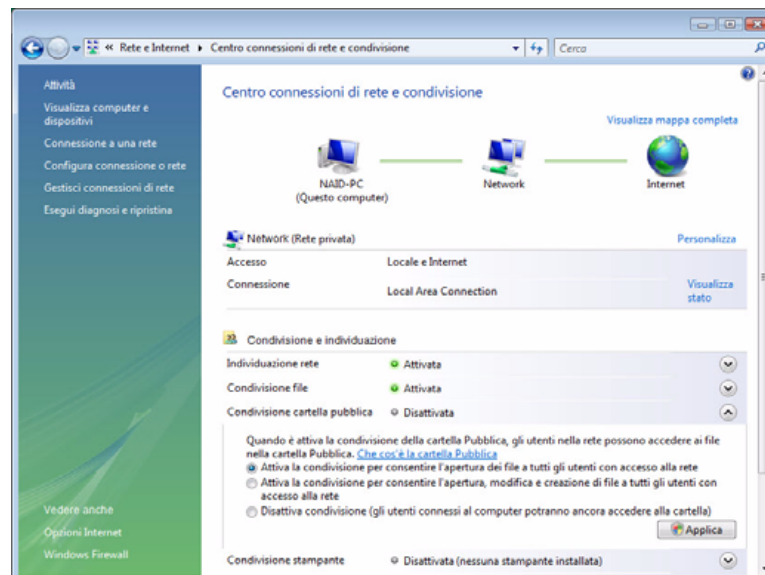 « Rete e Internet ▸ Centro connessioni di rete e condivisione
Cerca
Attività
Visualizza computer e
dispositivi
Connessione a una rete
Configura connessione o rete
Gestisci connessioni di rete
Esegui diagnosi e ripristina
Vedere anche
Opzioni Internet
Windows Firewall
Centro connessioni di rete e condivisione
Visualizza mappa completa
NAID-PC
(Questo computer)
Network
Internet
Network (Rete privata)
Personalizza
Accesso
Locale e Internet
Connessione
Local Area Connection
Visualizza
stato
Condivisione e individuazione
Individuazione rete
Attivata
Condivisione file
Attivata
Condivisione cartella pubblica
Disattivata
Quando è attiva la condivisione della cartella Pubblica, gli utenti nella rete possono accedere ai file
nella cartella Pubblica. Che cos'è la cartella Pubblica
Attiva la condivisione per consentire l'apertura dei file a tutti gli utenti con accesso alla rete
Attiva la condivisione per consentire l'apertura, modifica e creazione di file a tutti gli utenti con
accesso alla rete
Disattiva condivisione (gli utenti connessi al computer potranno ancora accedere alla cartella)
Applica
Condivisione stampante
Disattivata (nessuna stampante installata)